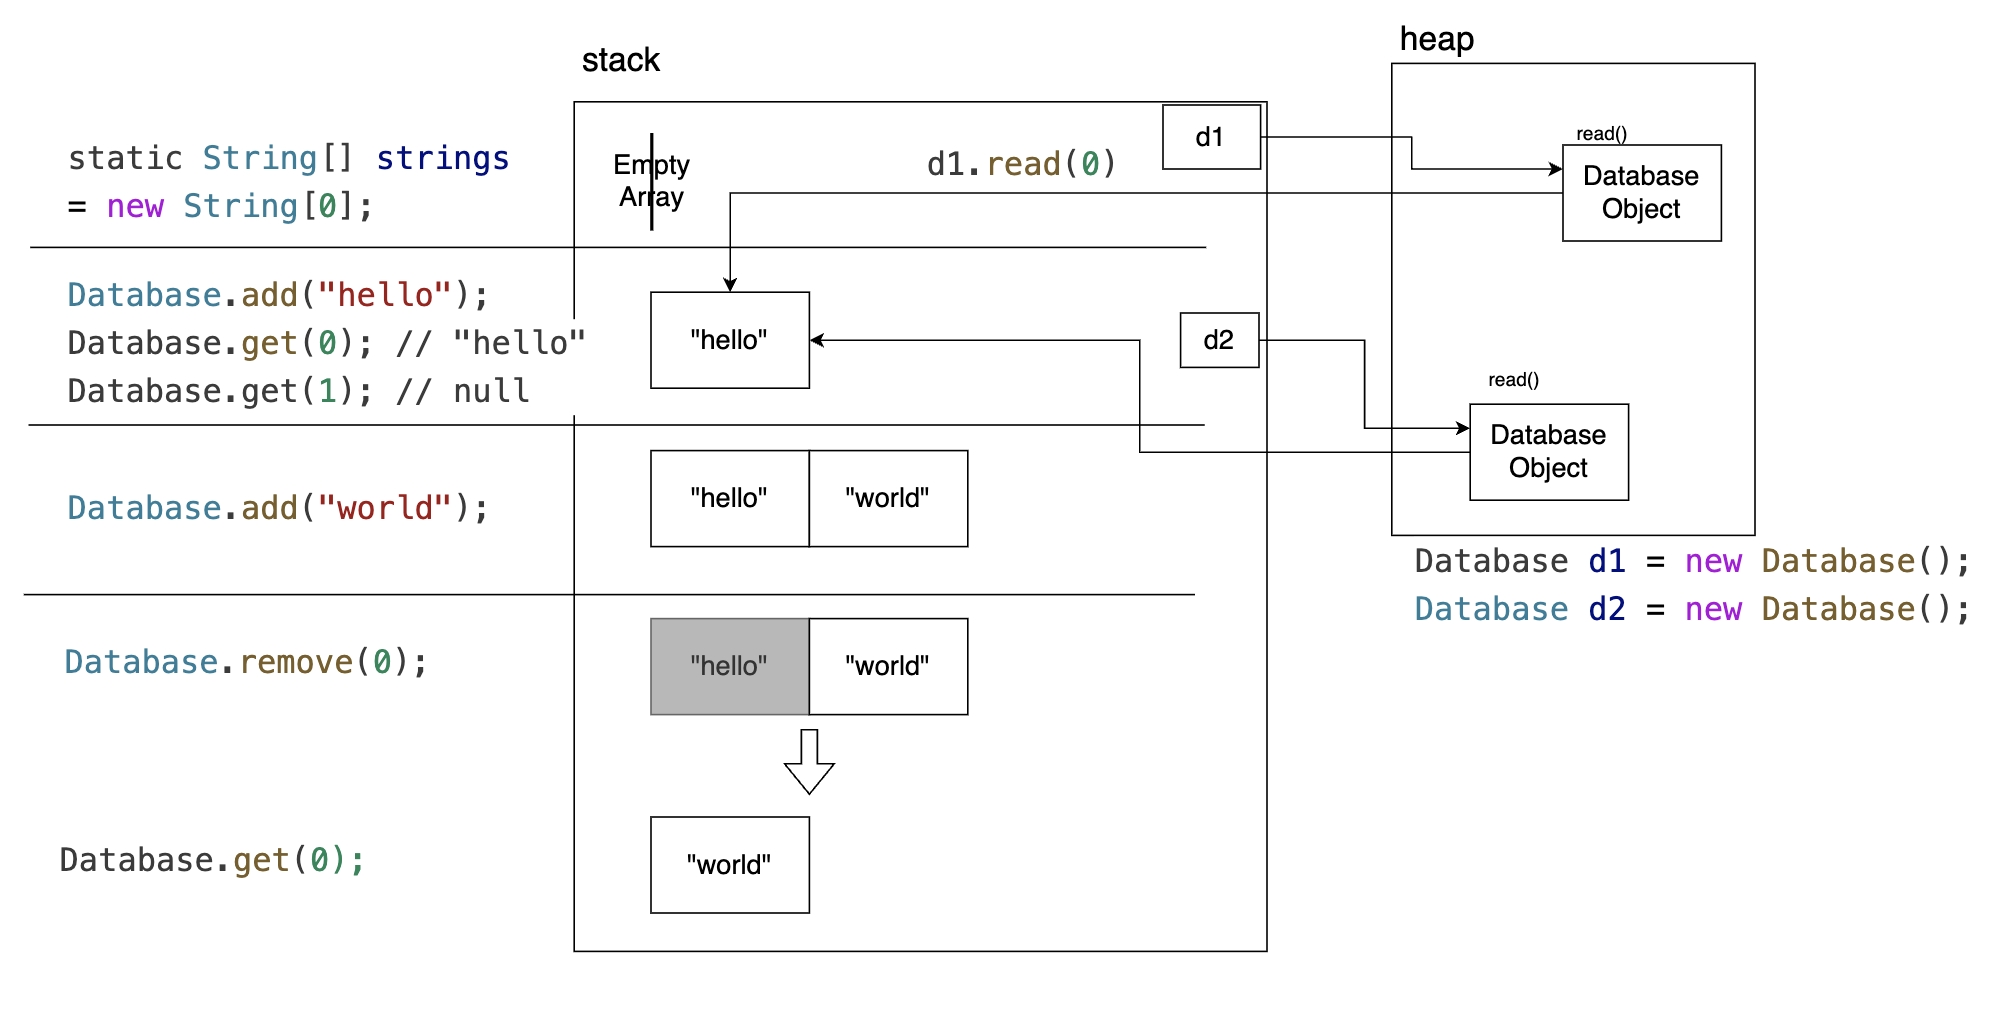 stack
heap
static String[] strings
= new String[0];
Empty
Array
d1.read(0)
d1
read()
Database
Object
Database.add("hello");
Database.get(0); // "hello"
Database.get(1); // null
"hello"
d2
read()
Database
Object
Database.add("world");
"hello"
"world"
Database d1 = new Database();
Database d2 = new Database();
Database.remove(0);
"hello"
"world"
Database.get(0);
"world"